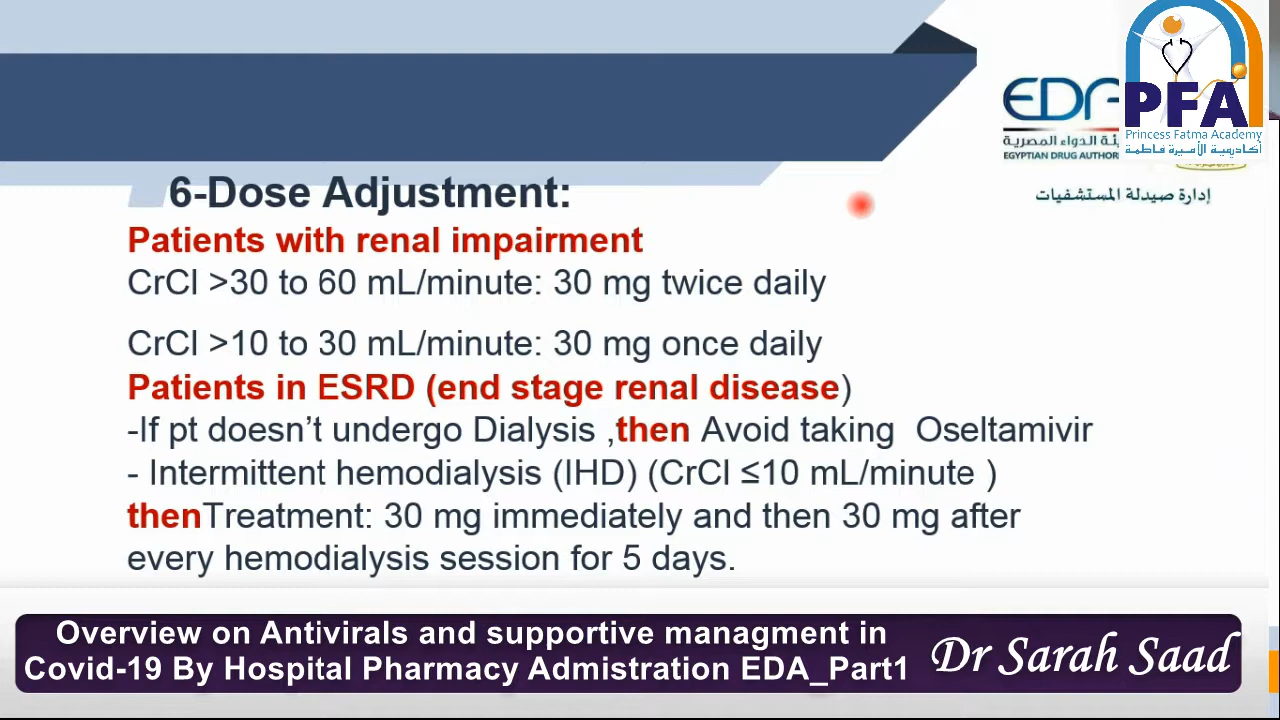 EDA
PFA
Princess Fatma Academy
أكاديمية الأميرة فاطمة
ئة الدواء المصرية
EGYPTIAN DRUG AUTHOR
إدارة صيدلة المستشفيات
6-Dose Adjustment:
Patients with renal impairment
CrCl >30 to 60 mL/minute: 30 mg twice daily
CrCl >10 to 30 mL/minute: 30 mg once daily
Patients in ESRD (end stage renal disease)
-If pt doesn’t undergo Dialysis ,then Avoid taking Oseltamivir
- Intermittent hemodialysis (IHD) (CrCl ≤10 mL/minute )
thenTreatment: 30 mg immediately and then 30 mg after
every hemodialysis session for 5 days.
Overview on Antivirals and supportive managment in
Covid-19 By Hospital Pharmacy Admistration EDA_Part1
Dr Sarah Saad